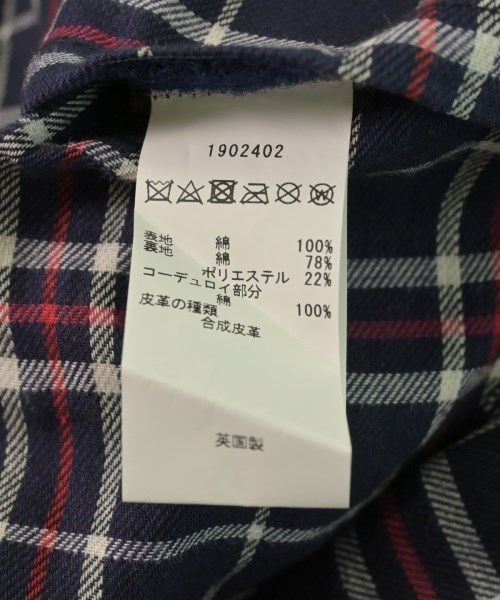 1902402
表地 綿 100%
裏地 綿 78%
ポリエステル 22%
コーデュロイ部分
綿 100%
皮革の種類
合成皮革
英国製